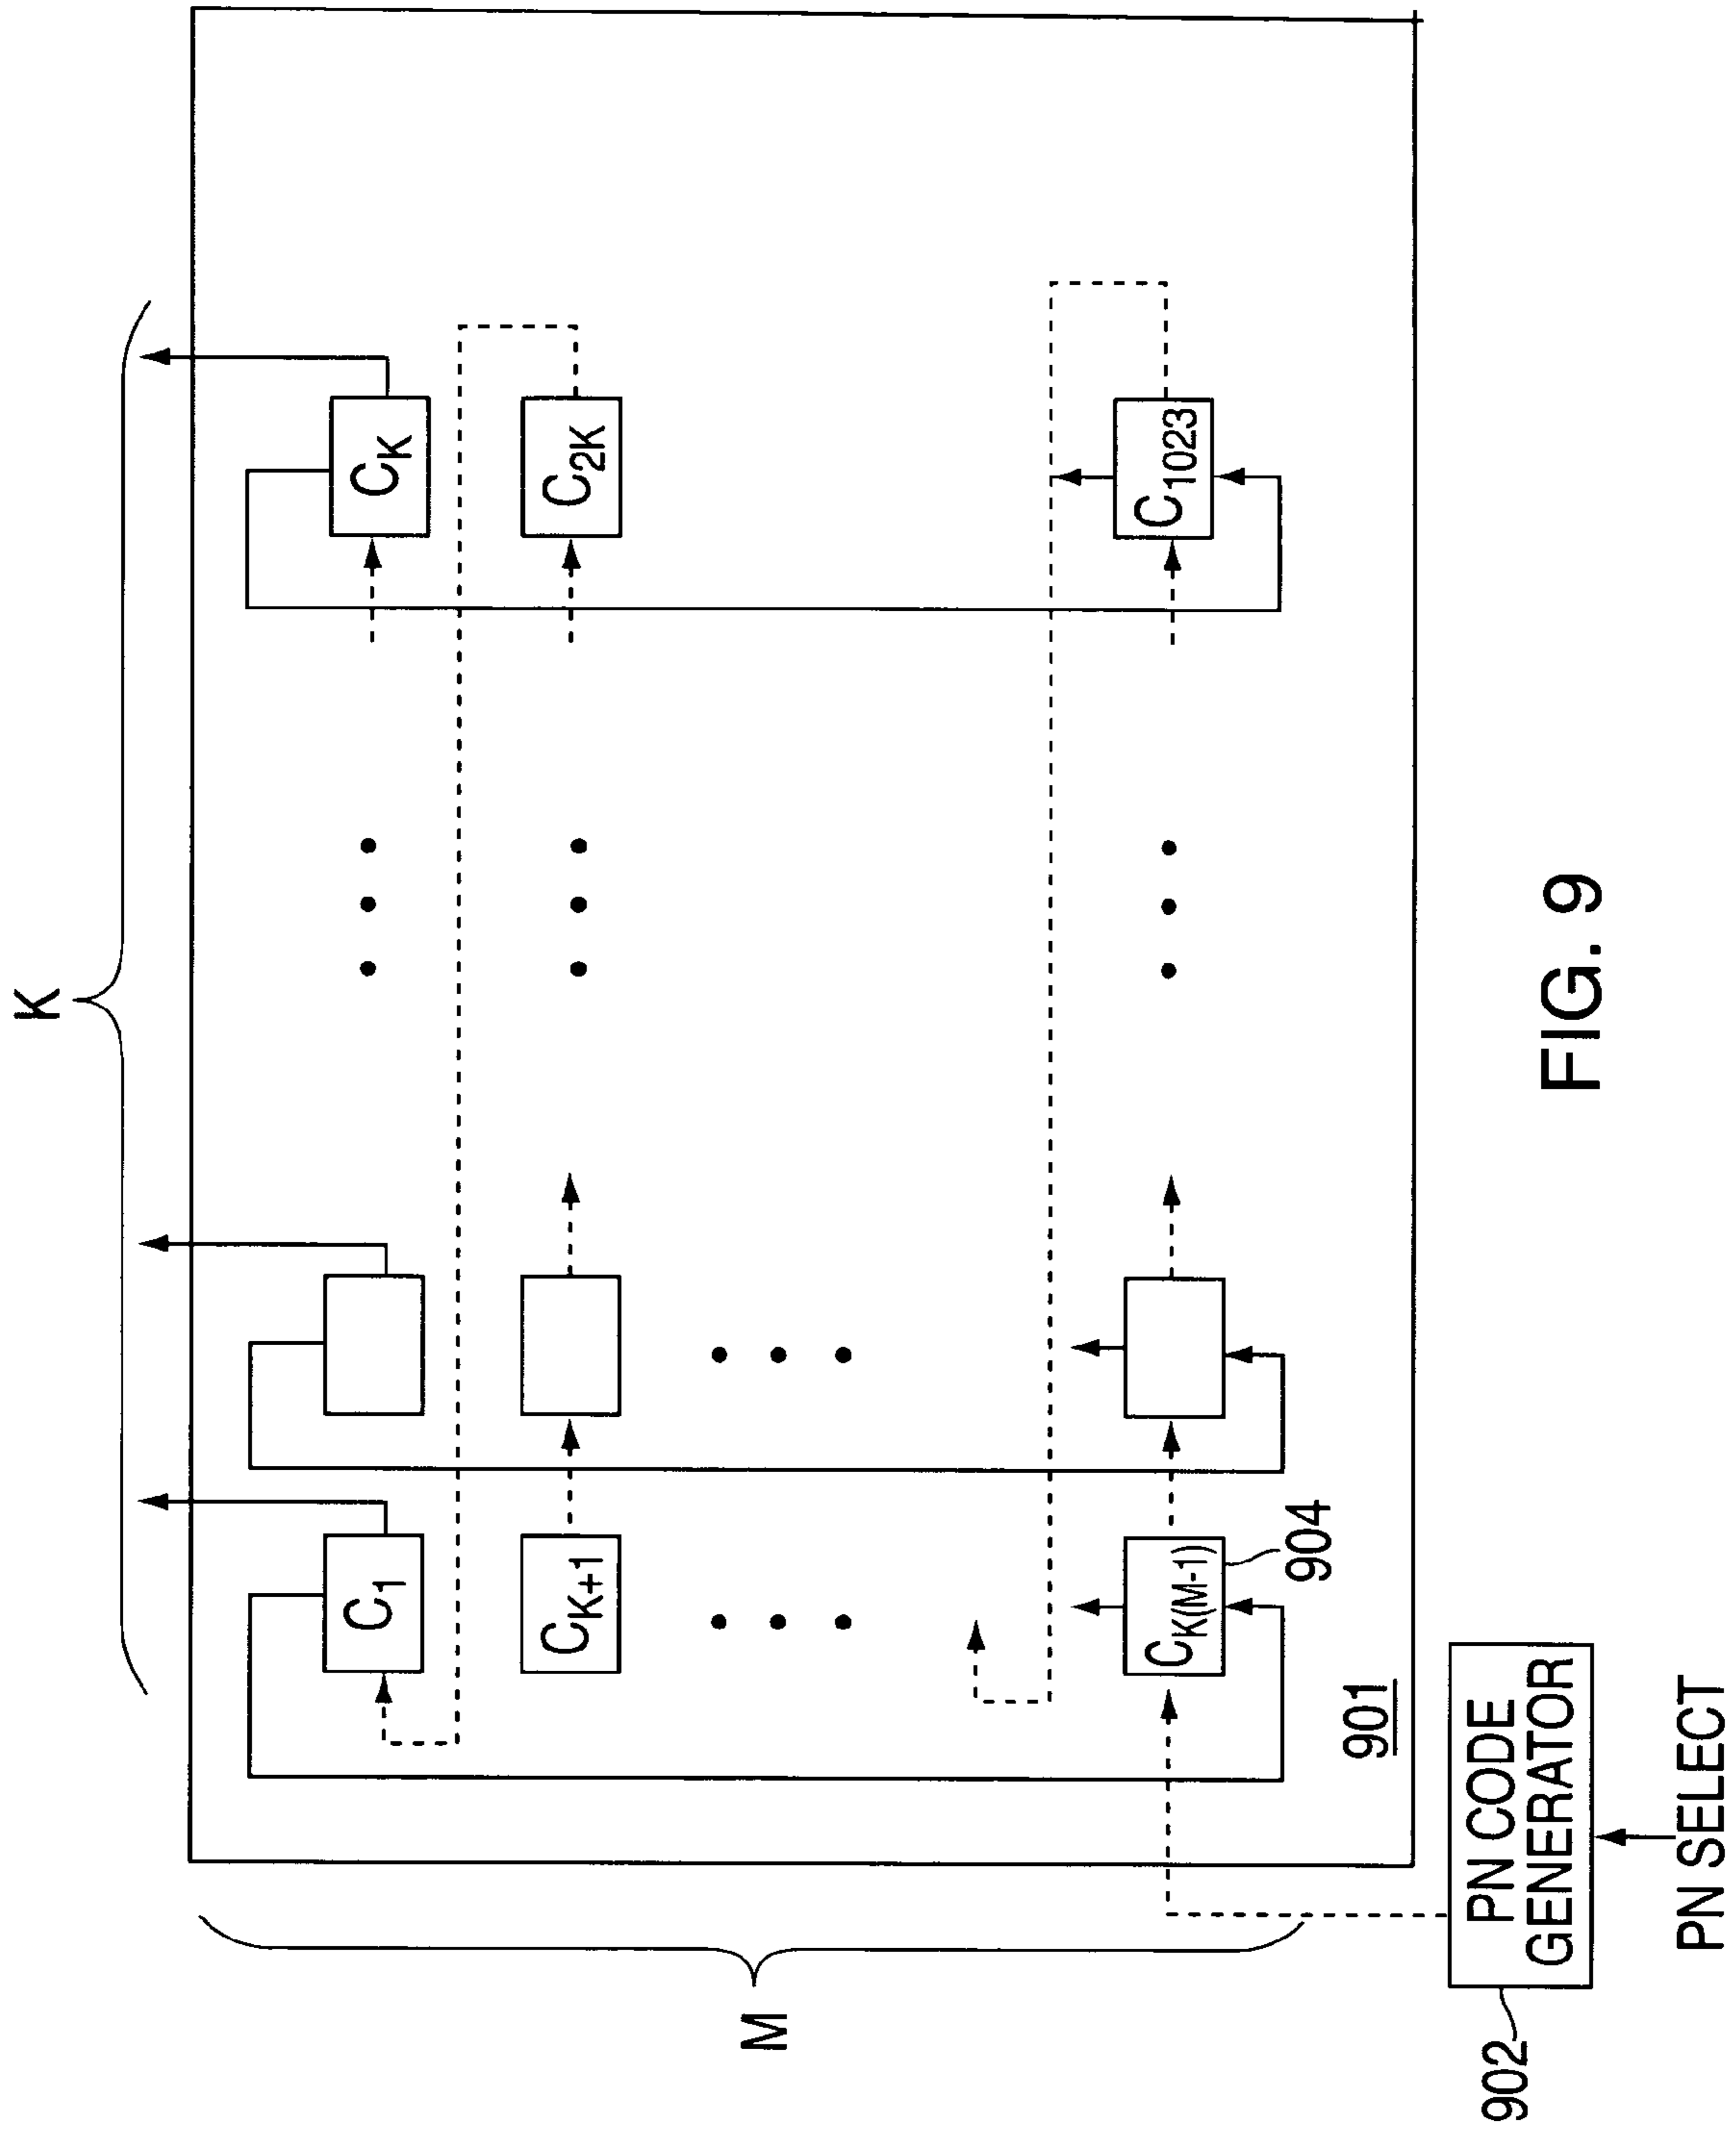 K
C1
CK
CK+1
C2K
CK(M-1)
C1023
M
904
901
902
PN CODE
GENERATOR
PN SELECT
FIG. 9